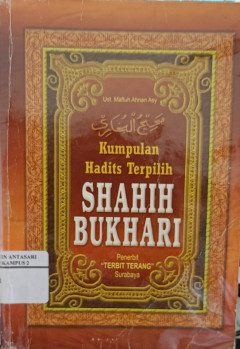 Ust. Maftuh Ahnan Asy
صحيح البخاري
Kumpulan
Hadits Terpilih
SHAHIH
BUKHARI
Penerbit
"TERBIT TERANG"
Surabaya
IN ANTASARI
KAMPUS 2